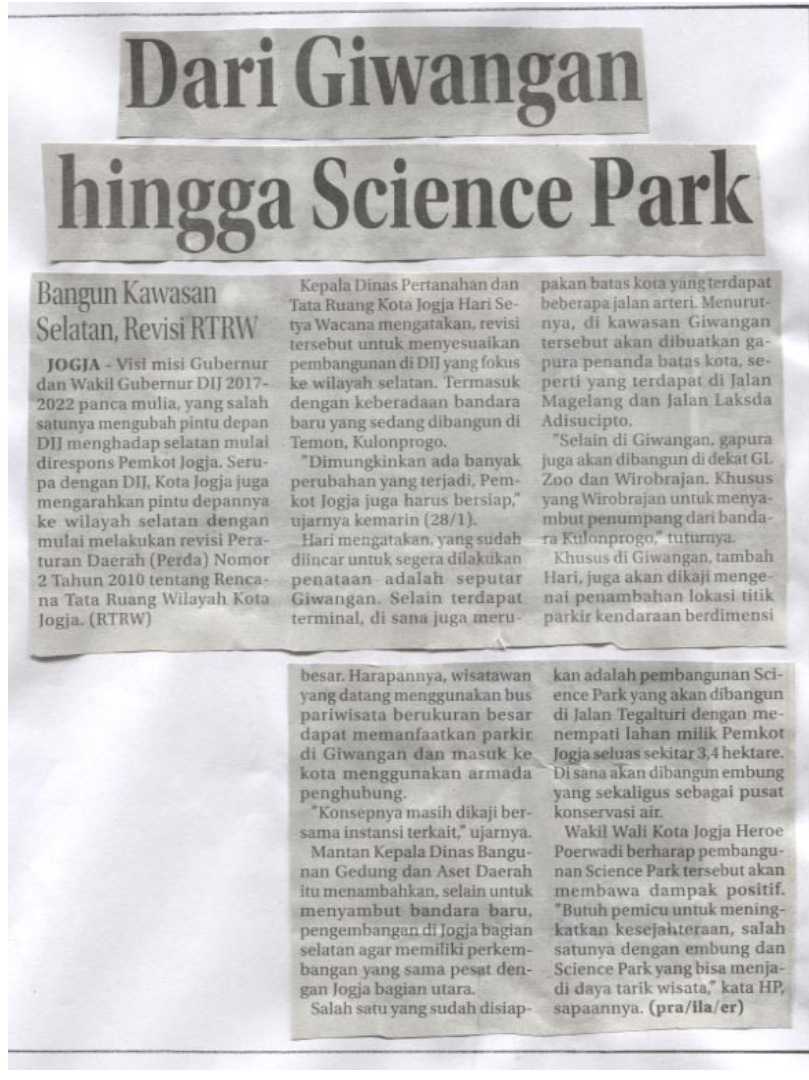 Dari Giwangan
hingga Science Park
Bangun Kawasan
Selatan, Revisi RTRW
JOGJA - Visi misi Gubernur
dan Wakil Gubernur DIJ 2017-
2022 panca mulia, yang salah
satunya mengubah pintu depan
DIJ menghadap selatan mulai
direspons Pemkot Jogja. Seru-
pa dengan DIJ, Kota Jogja juga
mengarahkan pintu depannya
ke wilayah selatan dengan
mulai melakukan revisi Pera-
turan Daerah (Perda) Nomor
2 Tahun 2010 tentang Renca-
na Tata Ruang Wilayah Kota
Jogja. (RTRW)
Kepala Dinas Pertanahan dan
Tata Ruang Kota Jogja Hari Se-
tya Wacana mengatakan, revisi
tersebut untuk menyesuaikan
pembangunan di DIJ yang fokus
ke wilayah selatan. Termasuk
dengan keberadaan bandara
baru yang sedang dibangun di
Temon, Kulonprogo.
"Dimungkinkan ada banyak
perubahan yang terjadi, Pem-
kot Jogja juga harus bersiap,"
ujarnya kemarin (28/1).
Hari mengatakan, yang sudah
diincar untuk segera dilakukan
penataan adalah seputar
Giwangan. Selain terdapat
terminal, di sana juga meru-
pakan batas kota yang terdapat
beberapa jalan arteri. Menurut-
nya, di kawasan Giwangan
tersebut akan dibuatkan ga-
pura penanda batas kota, se-
perti yang terdapat di Jalan
Magelang dan Jalan Laksda
Adisucipto.
"Selain di Giwangan, gapura
juga akan dibangun di dekat GL
Zoo dan Wirobrajan. Khusus
yang Wirobrajan untuk menya-
mbut penumpang dari banda-
ra Kulonprogo," tuturnya.
Khusus di Giwangan, tambah
Hari, juga akan dikaji menge-
nai penambahan lokasi titik
parkir kendaraan berdimensi
besar. Harapannya, wisatawan
yang datang menggunakan bus
pariwisata berukuran besar
dapat memanfaatkan parkir
di Giwangan dan masuk ke
kota menggunakan armada
penghubung.
"Konsepnya masih dikaji ber-
sama instansi terkait," ujarnya.
Mantan Kepala Dinas Bangu-
nan Gedung dan Aset Daerah
itu menambahkan, selain untuk
menyambut bandara baru,
pengembangan di Jogja bagian
selatan agar memiliki perkem-
bangan yang sama pesat den-
gan Jogja bagian utara.
Salah satu yang sudah disiap-
kan adalah pembangunan Sci-
ence Park yang akan dibangun
di Jalan Tegalturi dengan me-
nempati lahan milik Pemkot
Jogja seluas sekitar 3,4 hektare.
Di sana akan dibangun embung
yang sekaligus sebagai pusat
konservasi air.
Wakil Wali Kota Jogja Heroe
Poerwadi berharap pembangu-
nan Science Park tersebut akan
membawa dampak positif.
"Butuh pemicu untuk mening-
katkan kesejahteraan, salah
satunya dengan embung dan
Science Park yang bisa menja-
di daya tarik wisata," kata HP,
sapaannya. (pra/ila/er)